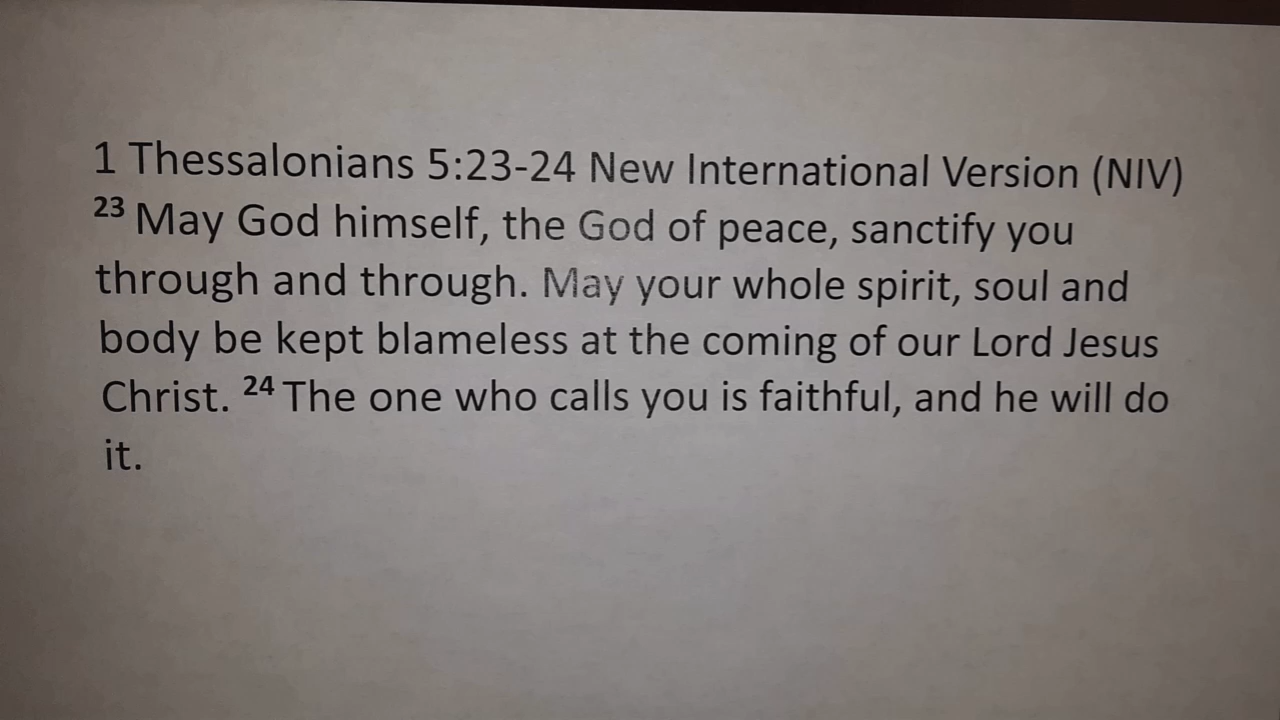 1 Thessalonians 5:23-24 New International Version (NIV)
23 May God himself, the God of peace, sanctify you
through and through. May your whole spirit, soul and
body be kept blameless at the coming of our Lord Jesus
Christ. 24 The one who calls you is faithful, and he will do
it.